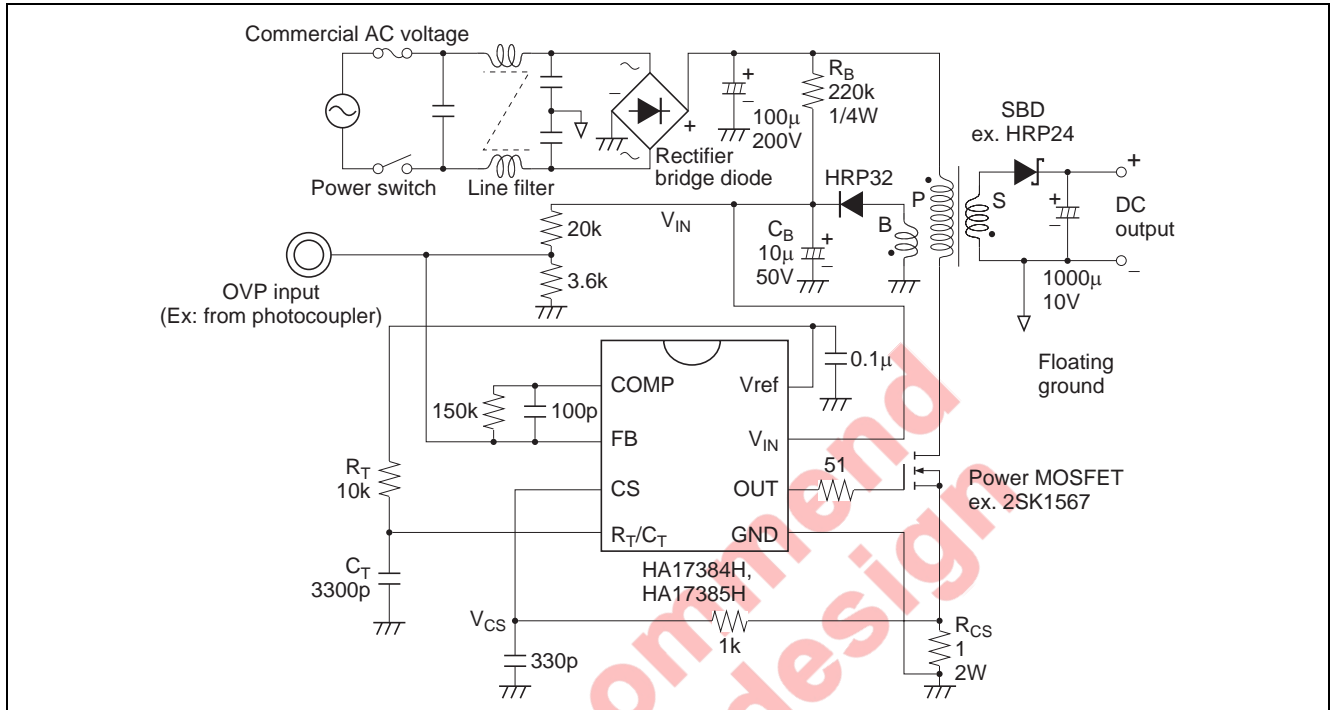 Commercial AC voltage
Power switch
Line filter
Rectifier
bridge diode
~
~
−
+
+
−
100μ
200V
R_B
220k
1/4W
HRP32
SBD
ex. HRP24
P
S
B
+
−
DC
output
+
−
1000μ
10V
Floating
ground
V_IN
20k
3.6k
C_B
10μ
50V
+
−
OVP input
(Ex: from photocoupler)
0.1μ
150k
100p
COMP
FB
CS
R_T/C_T
Vref
V_IN
OUT
GND
51
Power MOSFET
ex. 2SK1567
R_T
10k
C_T
3300p
HA17384H,
HA17385H
V_CS
1k
330p
R_CS
1
2W
ommend
design